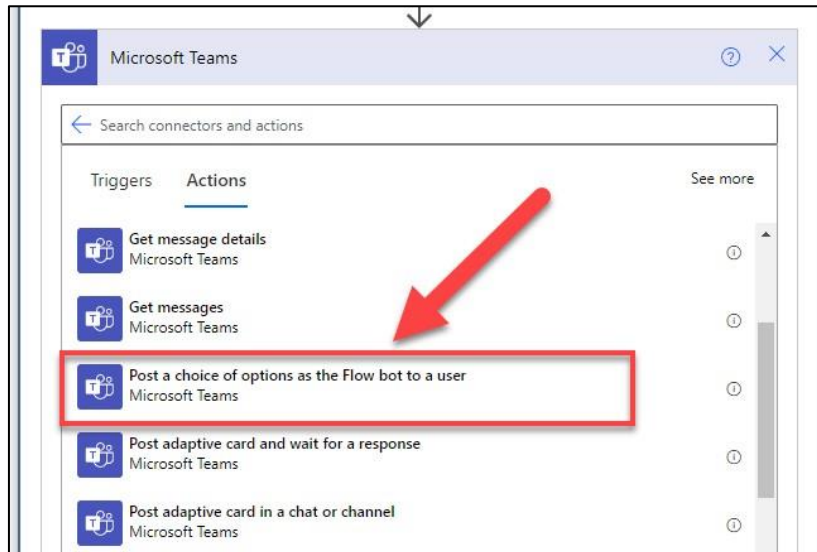 Microsoft Teams
Search connectors and actions
Triggers Actions See more
Get message details
Microsoft Teams
Get messages
Microsoft Teams
Post a choice of options as the Flow bot to a user
Microsoft Teams
Post adaptive card and wait for a response
Microsoft Teams
Post adaptive card in a chat or channel
Microsoft Teams